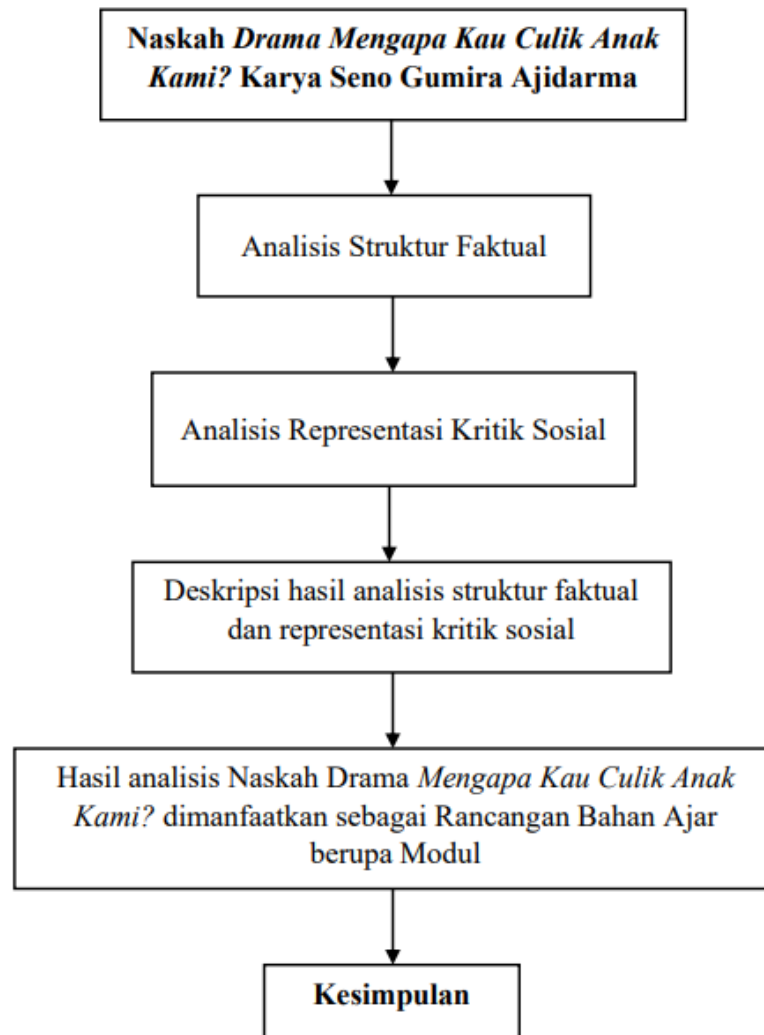 Naskah Drama Mengapa Kau Culik Anak
Kami? Karya Seno Gumira Ajidarma
Analisis Struktur Faktual
Analisis Representasi Kritik Sosial
Deskripsi hasil analisis struktur faktual
dan representasi kritik sosial
Hasil analisis Naskah Drama Mengapa Kau Culik Anak
Kami? dimanfaatkan sebagai Rancangan Bahan Ajar
berupa Modul
Kesimpulan